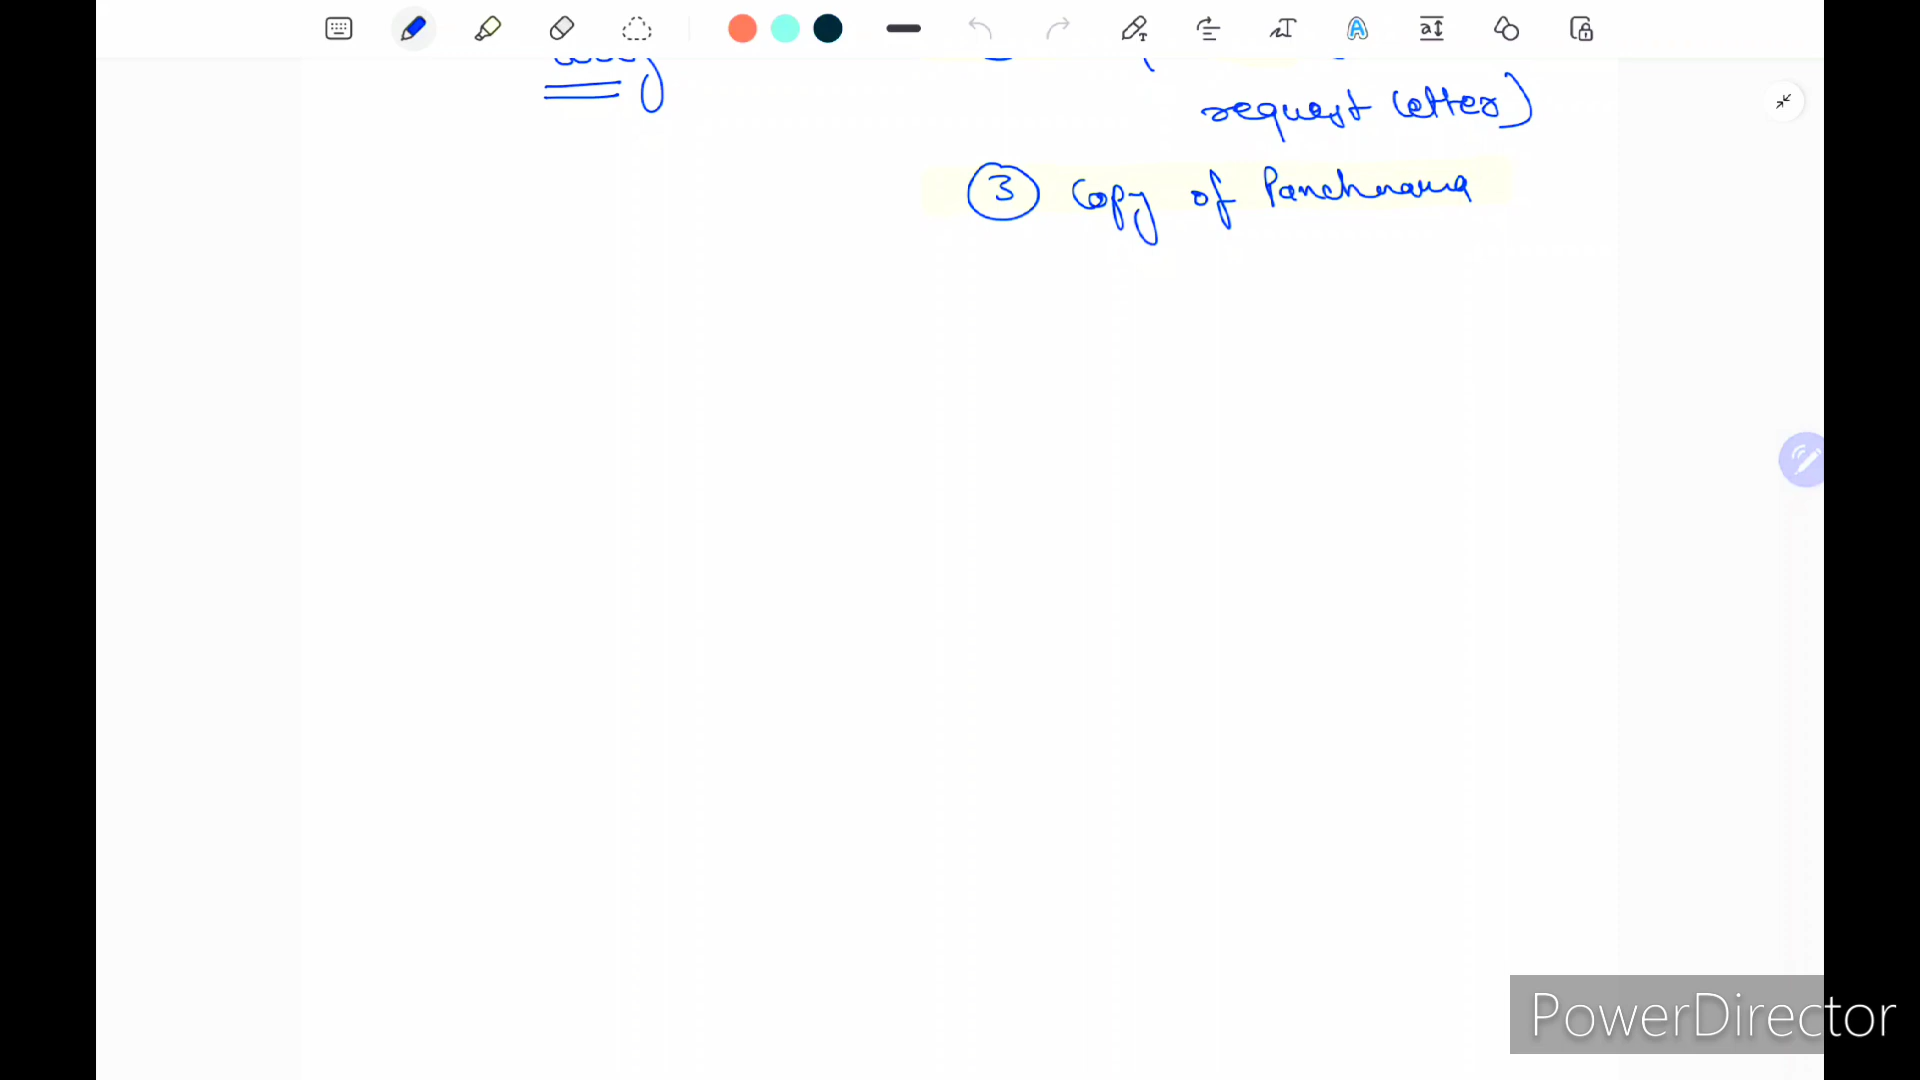 request letter)
③ Copy of Panchnama
PowerDirector